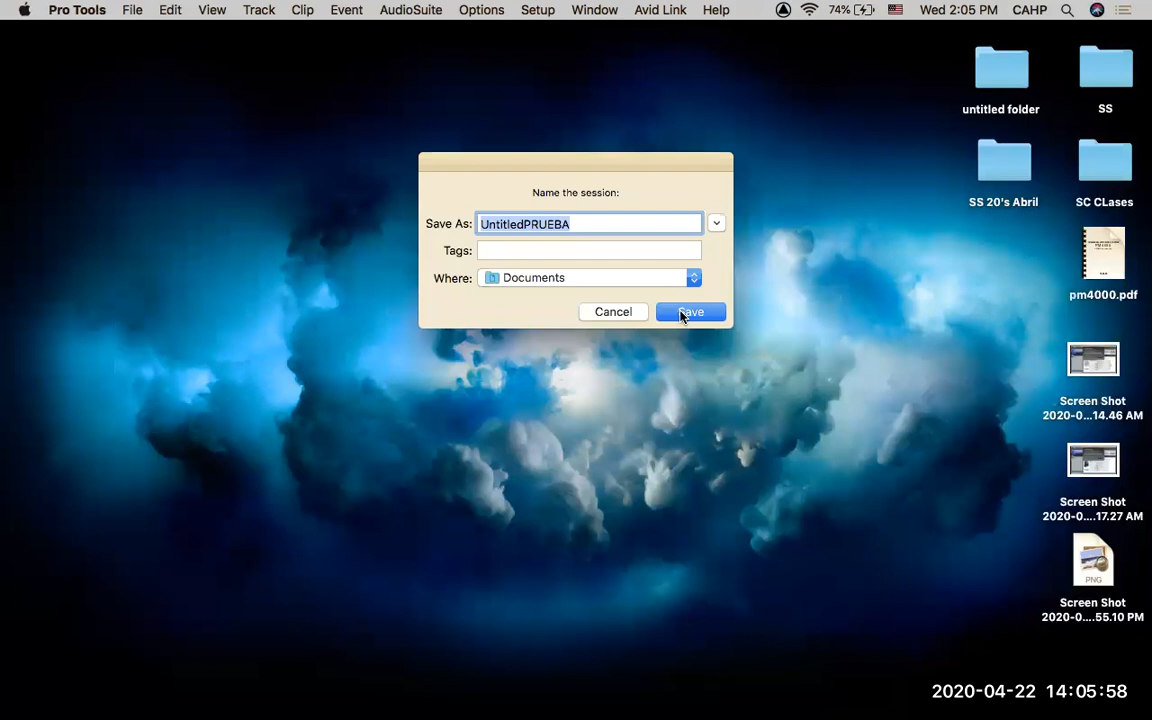 Pro Tools File Edit View Track Clip Event AudioSuite Options Setup Window Avid Link Help 74% Wed 2:05 PM CAHP
untitled folder SS
SS 20's Abril SC CLases
pm4000.pdf
Screen Shot
2020-0...14.46 AM
Screen Shot
2020-0....17.27 AM
PNG
Screen Shot
2020-0....55.10 PM
Name the session:
Save As: UntitledPRUEBA
Tags:
Where: Documents
Cancel Save
2020-04-22 14:05:58